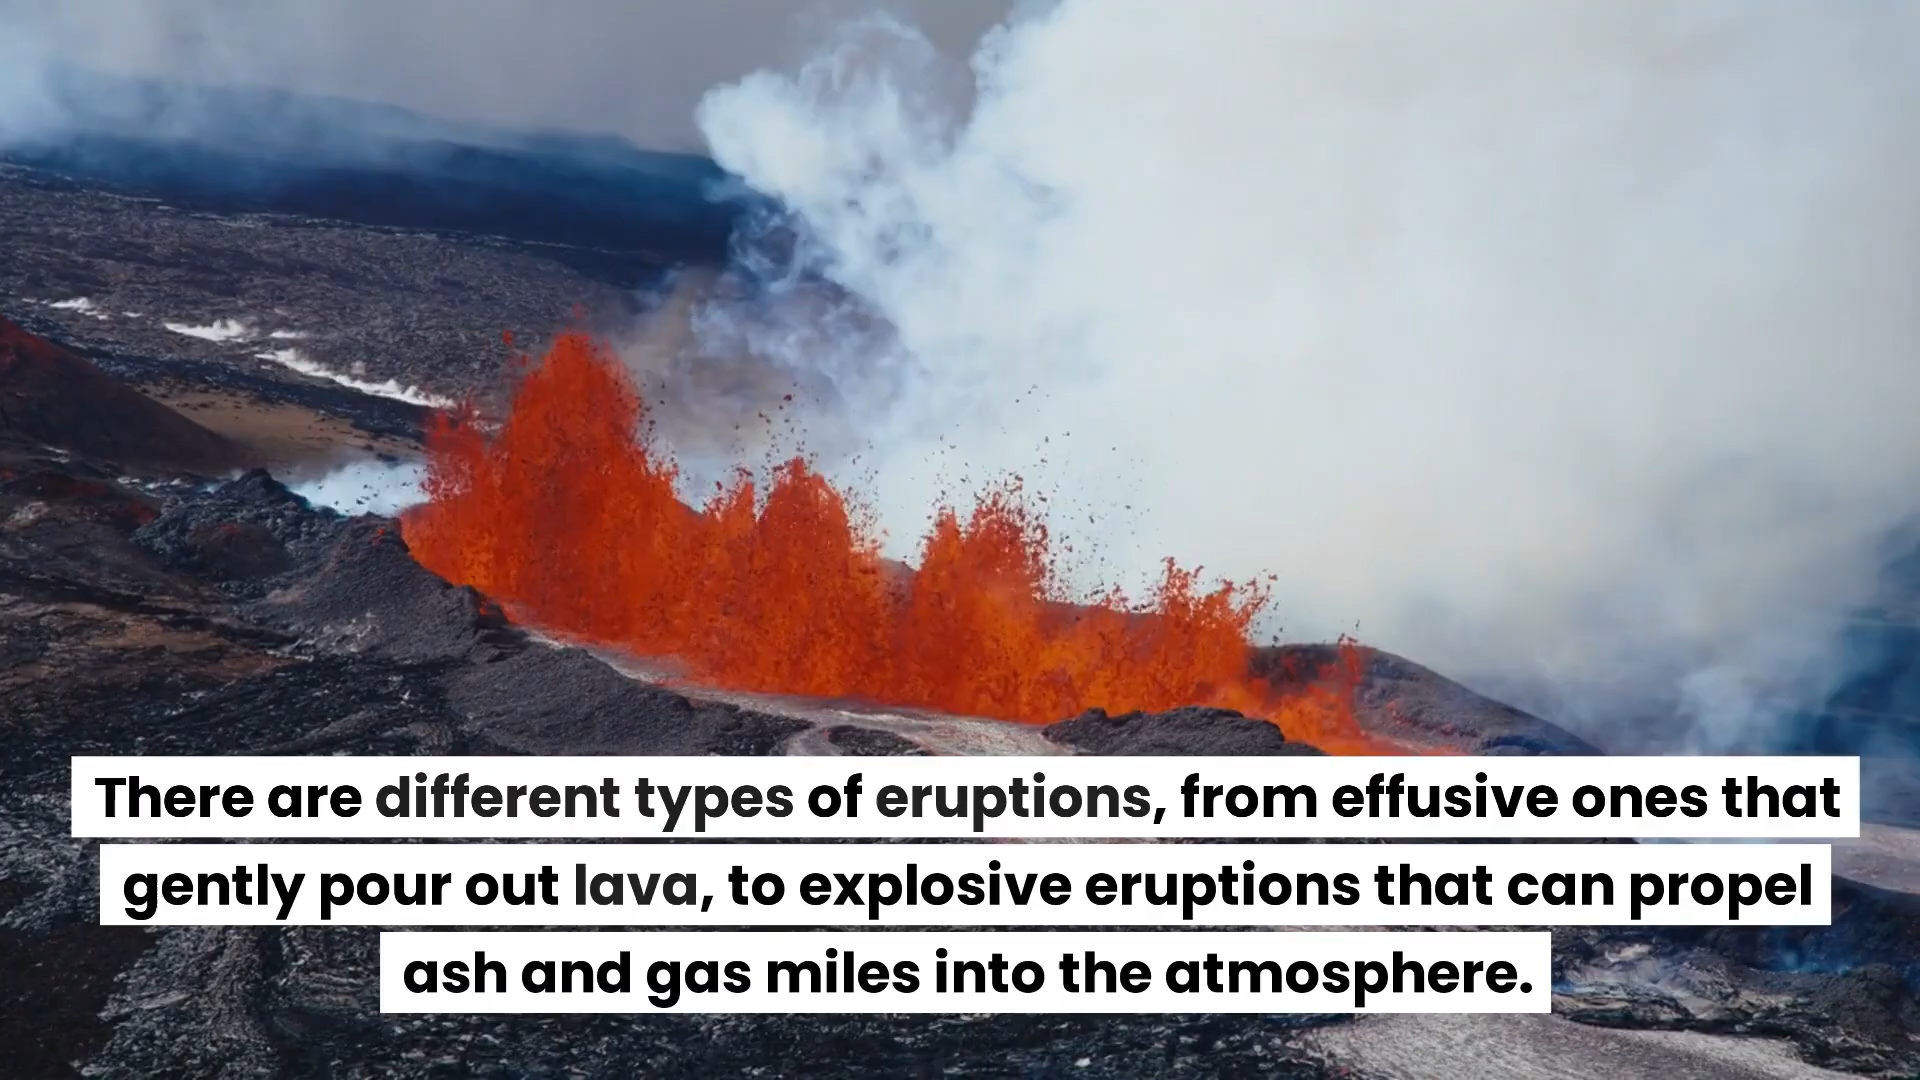 There are different types of eruptions, from effusive ones that
gently pour out lava, to explosive eruptions that can propel
ash and gas miles into the atmosphere.